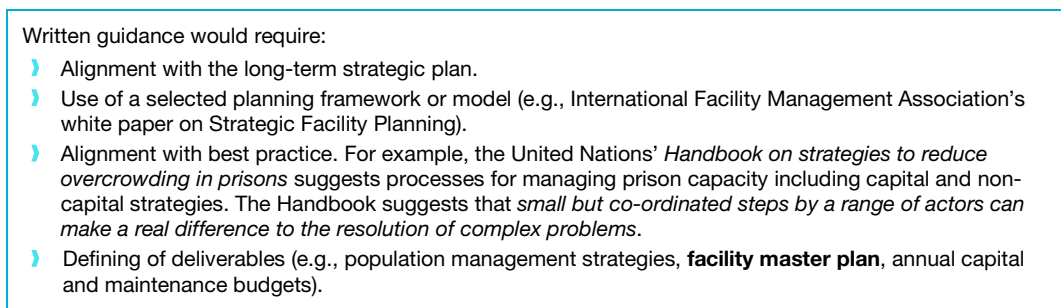 Written guidance would require:
Alignment with the long-term strategic plan.
Use of a selected planning framework or model (e.g., International Facility Management Association's
white paper on Strategic Facility Planning).
Alignment with best practice. For example, the United Nations' Handbook on strategies to reduce
overcrowding in prisons suggests processes for managing prison capacity including capital and non-
capital strategies. The Handbook suggests that small but co-ordinated steps by a range of actors can
make a real difference to the resolution of complex problems.
Defining of deliverables (e.g., population management strategies, facility master plan, annual capital
and maintenance budgets).